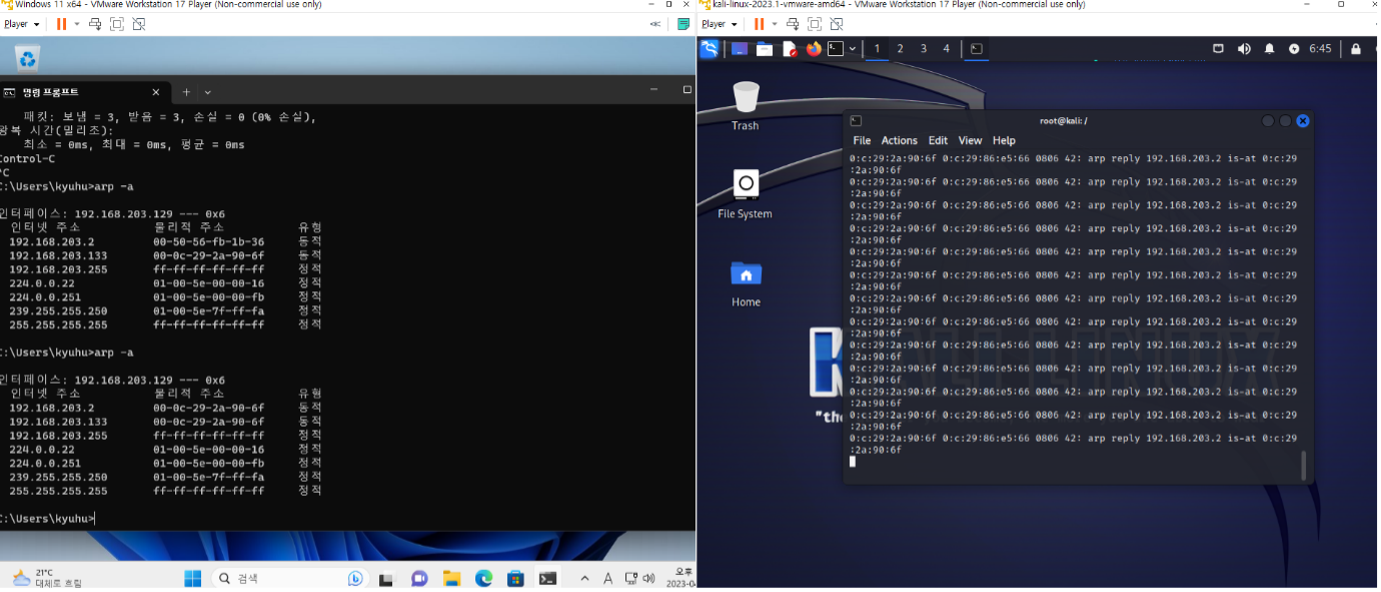 Windows 11 x64 - VMware Workstation 17 Player (Non-commercial use only)
Player
명령 프롬프트
패킷: 보냄 = 3, 받음 = 3, 손실 = 0 (0% 손실),
왕복 시간(밀리초):
최소 = 0ms, 최대 = 0ms, 평균 = 0ms
Control-C
^C
C:\Users\kyuhu>arp -a
인터페이스: 192.168.203.129 --- 0x6
인터넷 주소 물리적 주소 유형
192.168.203.2 00-50-56-fb-1b-36 동적
192.168.203.133 00-0c-29-2a-90-6f 동적
192.168.203.255 ff-ff-ff-ff-ff-ff 정적
224.0.0.22 01-00-5e-00-00-16 정적
224.0.0.251 01-00-5e-00-00-fb 정적
239.255.255.250 01-00-5e-7f-ff-fa 정적
255.255.255.255 ff-ff-ff-ff-ff-ff 정적
C:\Users\kyuhu>arp -a
인터페이스: 192.168.203.129 --- 0x6
인터넷 주소 물리적 주소 유형
192.168.203.2 00-0c-29-2a-90-6f 동적
192.168.203.133 00-0c-29-2a-90-6f 동적
192.168.203.255 ff-ff-ff-ff-ff-ff 정적
224.0.0.22 01-00-5e-00-00-16 정적
224.0.0.251 01-00-5e-00-00-fb 정적
239.255.255.250 01-00-5e-7f-ff-fa 정적
255.255.255.255 ff-ff-ff-ff-ff-ff 정적
C:\Users\kyuhu>
21°C
대체로 흐림
검색
A
오후
2023-0
kali-linux-2023.1-vmware-amd64 - VMware Workstation 17 Player (Non-commercial use only)
Player
1 2 3 4
6:45
Trash
File System
Home
"the
root@kali: /
File Actions Edit View Help
0:c:29:2a:90:6f 0:c:29:86:e5:66 0806 42: arp reply 192.168.203.2 is-at 0:c:29
:2a:90:6f
0:c:29:2a:90:6f 0:c:29:86:e5:66 0806 42: arp reply 192.168.203.2 is-at 0:c:29
:2a:90:6f
0:c:29:2a:90:6f 0:c:29:86:e5:66 0806 42: arp reply 192.168.203.2 is-at 0:c:29
:2a:90:6f
0:c:29:2a:90:6f 0:c:29:86:e5:66 0806 42: arp reply 192.168.203.2 is-at 0:c:29
:2a:90:6f
0:c:29:2a:90:6f 0:c:29:86:e5:66 0806 42: arp reply 192.168.203.2 is-at 0:c:29
:2a:90:6f
0:c:29:2a:90:6f 0:c:29:86:e5:66 0806 42: arp reply 192.168.203.2 is-at 0:c:29
:2a:90:6f
0:c:29:2a:90:6f 0:c:29:86:e5:66 0806 42: arp reply 192.168.203.2 is-at 0:c:29
:2a:90:6f
0:c:29:2a:90:6f 0:c:29:86:e5:66 0806 42: arp reply 192.168.203.2 is-at 0:c:29
:2a:90:6f
0:c:29:2a:90:6f 0:c:29:86:e5:66 0806 42: arp reply 192.168.203.2 is-at 0:c:29
:2a:90:6f
0:c:29:2a:90:6f 0:c:29:86:e5:66 0806 42: arp reply 192.168.203.2 is-at 0:c:29
:2a:90:6f
0:c:29:2a:90:6f 0:c:29:86:e5:66 0806 42: arp reply 192.168.203.2 is-at 0:c:29
:2a:90:6f
0:c:29:2a:90:6f 0:c:29:86:e5:66 0806 42: arp reply 192.168.203.2 is-at 0:c:29
:2a:90:6f
0:c:29:2a:90:6f 0:c:29:86:e5:66 0806 42: arp reply 192.168.203.2 is-at 0:c:29
:2a:90:6f